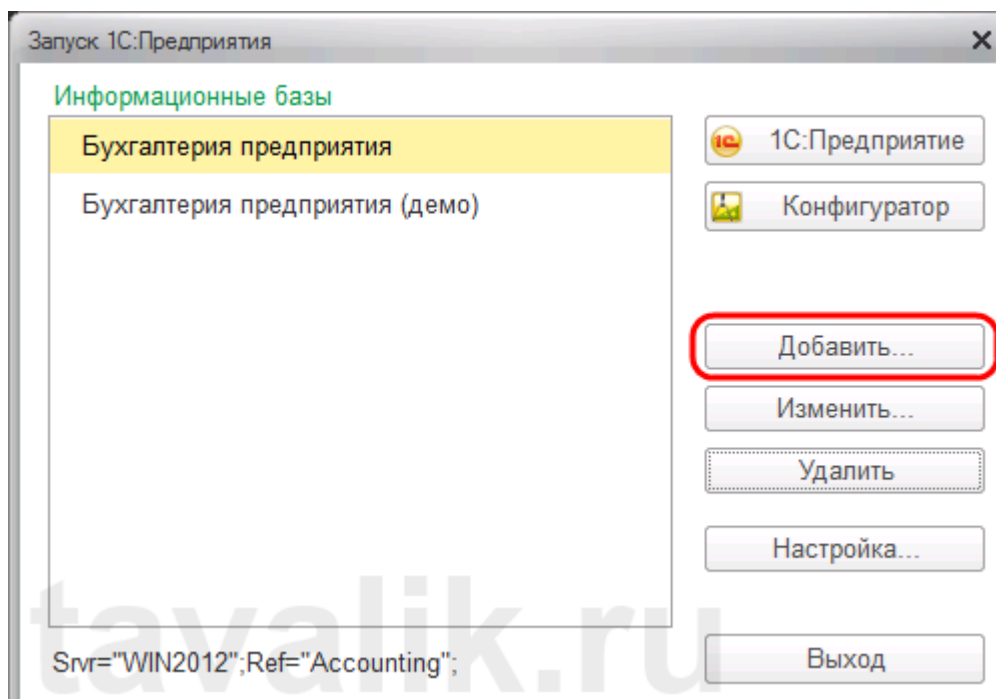 Запуск 1С:Предприятия
Информационные базы
Бухгалтерия предприятия
Бухгалтерия предприятия (демо)
1С:Предприятие
Конфигуратор
Добавить...
Изменить...
Удалить
Настройка...
Выход
Srvr="WIN2012";Ref="Accounting";
tavalik.ru